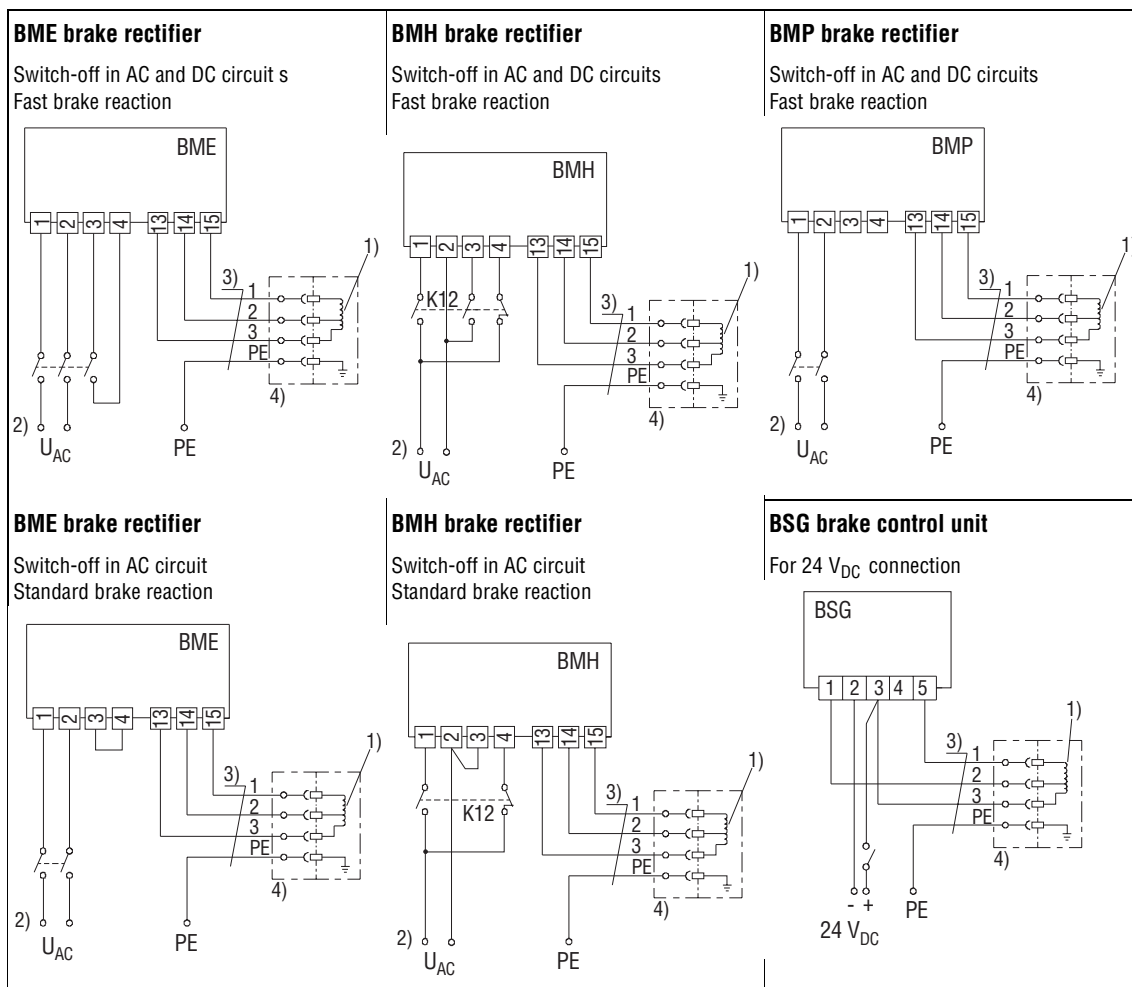 BME brake rectifier
Switch-off in AC and DC circuit s
Fast brake reaction
BME
1 2 3 4 13 14 15
1)
3)
1
2
3
PE
4)
2)
UAC
PE
BMH brake rectifier
Switch-off in AC and DC circuits
Fast brake reaction
BMH
1 2 3 4 13 14 15
K12
1)
3)
1
2
3
PE
4)
2)
UAC
PE
BMP brake rectifier
Switch-off in AC and DC circuits
Fast brake reaction
BMP
1 2 3 4 13 14 15
1)
3)
1
2
3
PE
4)
2)
UAC
PE
BME brake rectifier
Switch-off in AC circuit
Standard brake reaction
BME
1 2 3 4 13 14 15
1)
3)
1
2
3
PE
4)
2)
UAC
PE
BMH brake rectifier
Switch-off in AC circuit
Standard brake reaction
BMH
1 2 3 4 13 14 15
1)
3)
K12
1
2
3
PE
4)
2)
UAC
PE
BSG brake control unit
For 24 VDC connection
BSG
1 2 3 4 5
1)
3)
1
2
3
PE
4)
- +
24 VDC
PE